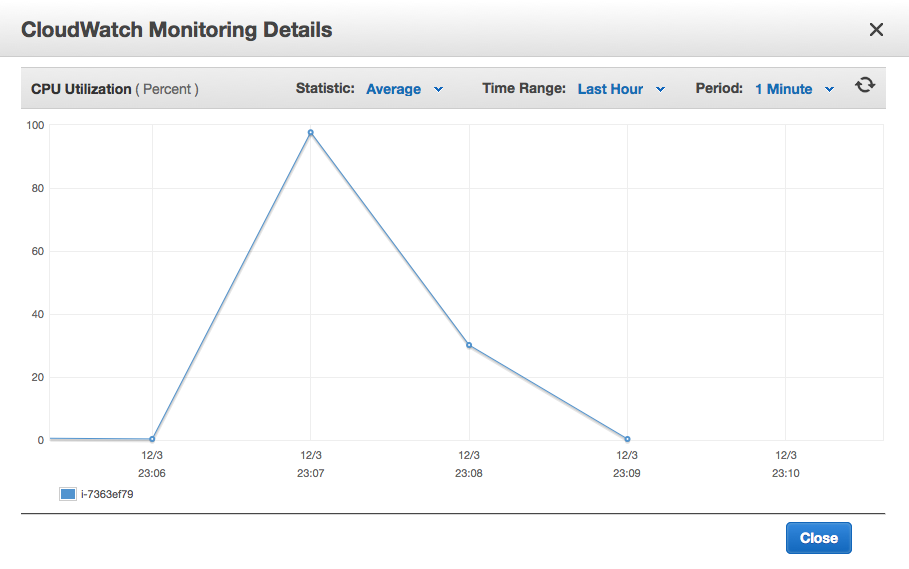 CloudWatch Monitoring Details
CPU Utilization ( Percent ) Statistic: Average Time Range: Last Hour Period: 1 Minute
100
80
60
40
20
0
12/3 12/3 12/3 12/3 12/3
23:06 23:07 23:08 23:09 23:10
i-7363ef79
Close